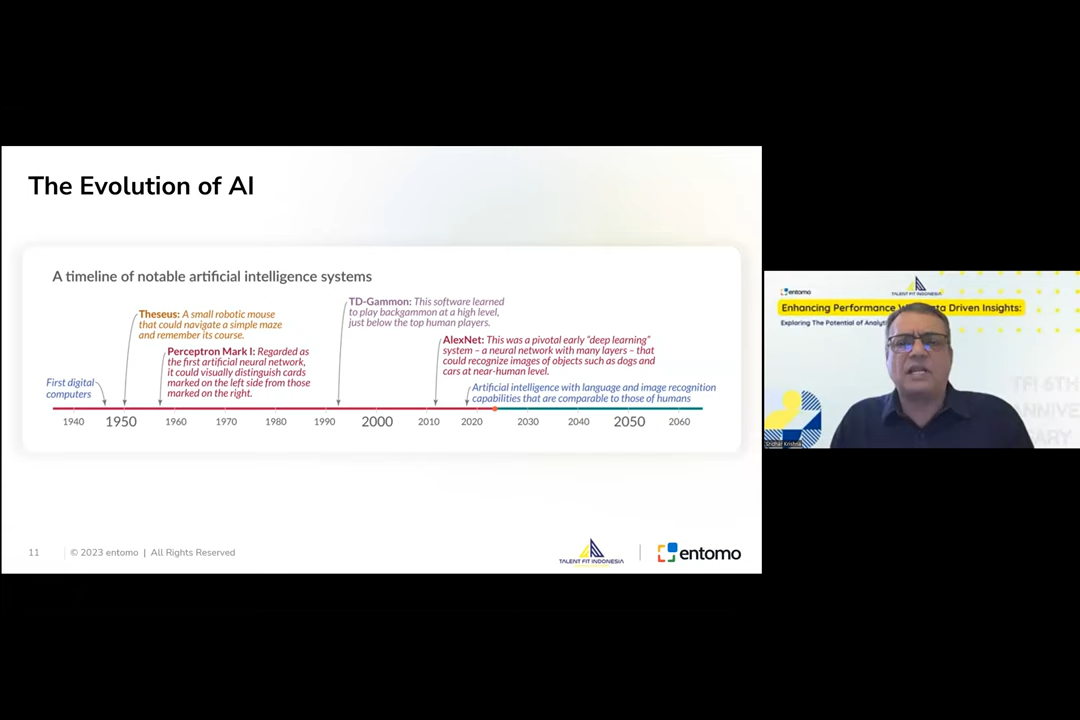 The Evolution of AI
A timeline of notable artificial intelligence systems
Theseus: A small robotic mouse
that could navigate a simple maze
and remember its course.
Perceptron Mark I: Regarded as
the first artificial neural network,
it could visually distinguish cards
marked on the left side from those
marked on the right.
First digital
computers
TD-Gammon: This software learned
to play backgammon at a high level,
just below the top human players.
AlexNet: This was a pivotal early “deep learning”
system – a neural network with many layers – that
could recognize images of objects such as dogs and
cars at near-human level.
Artificial intelligence with language and image recognition
capabilities that are comparable to those of humans
1940 1950 1960 1970 1980 1990 2000 2010 2020 2030 2040 2050 2060
11 © 2023 entomo | All Rights Reserved
TALENT FIT INDONESIA
entomo
entomo
TALENT FIT INDONESIA
Enhancing Performance Data Driven Insights:
Exploring The Potential of
TFI 6TH
Sridhar Krishna